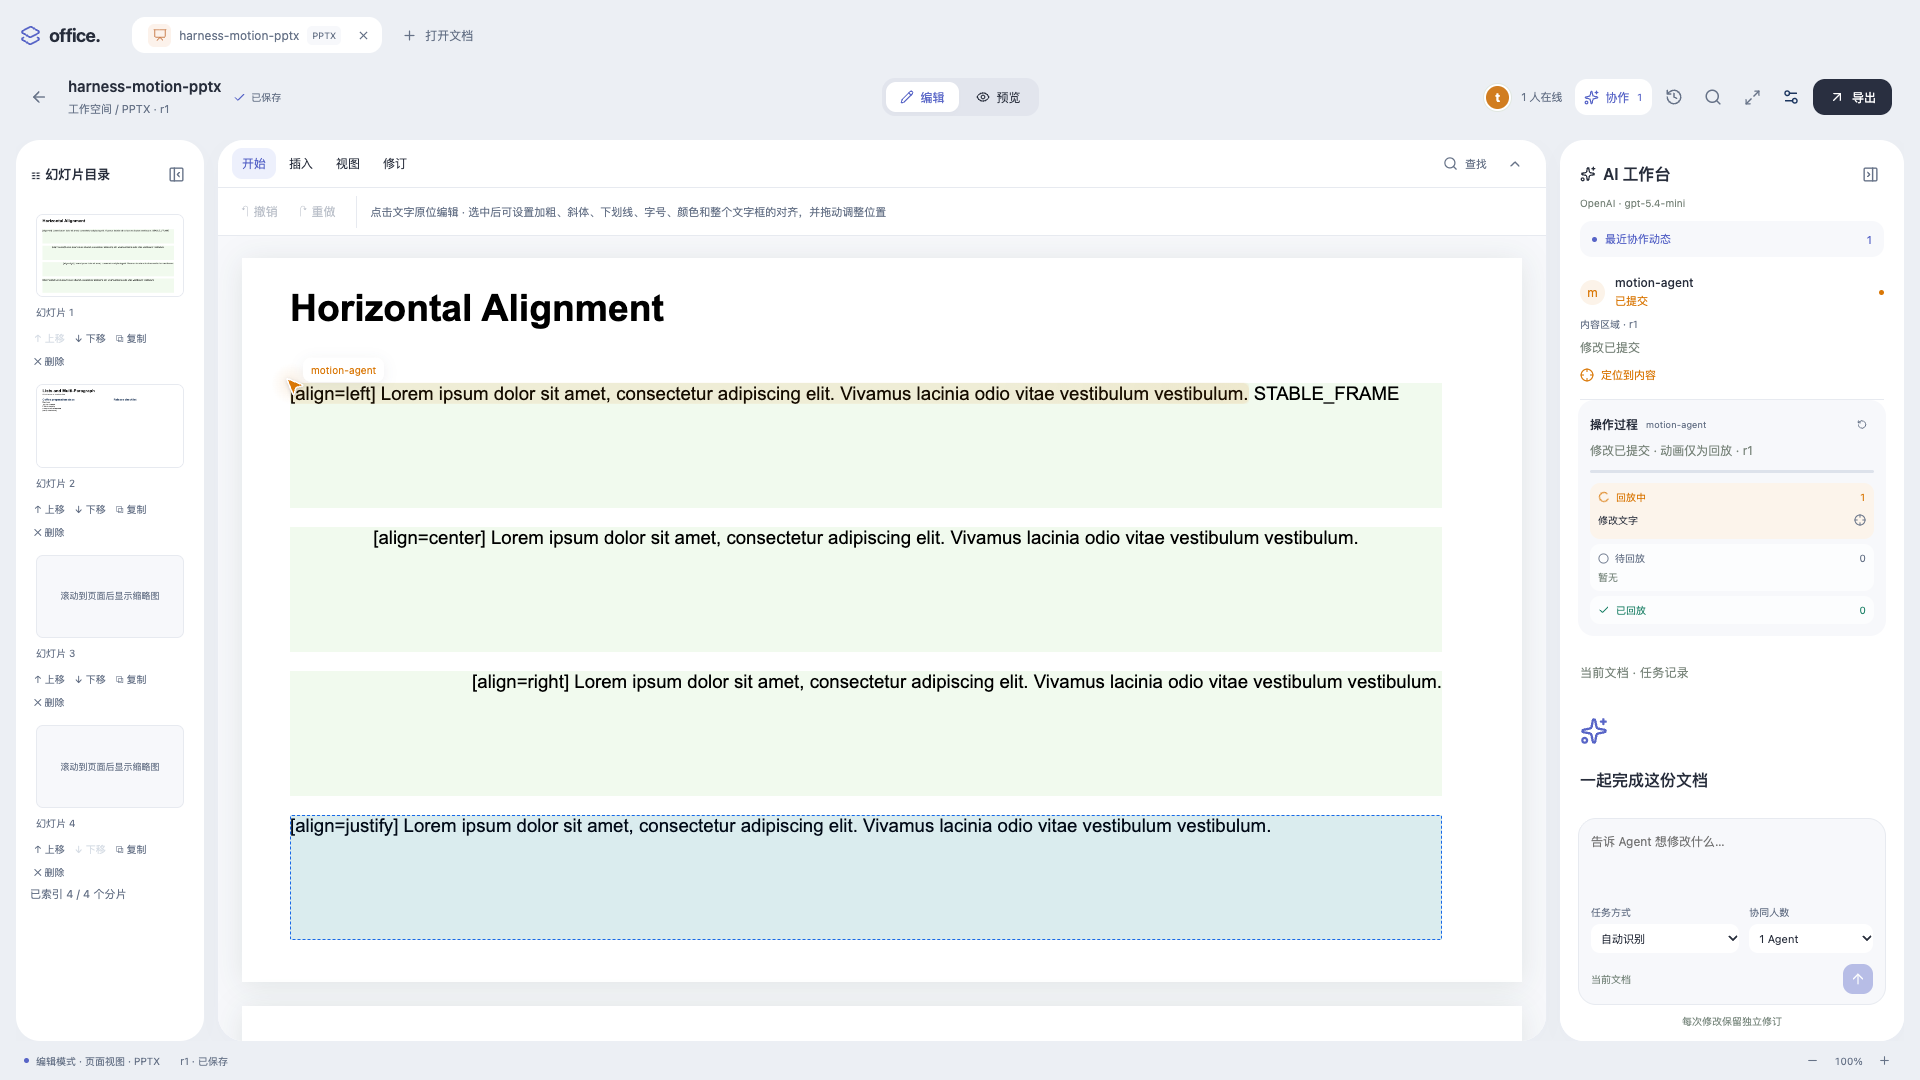 office.
harness-motion-pptx PPTX
打开文档
harness-motion-pptx
工作空间 / PPTX · r1
已保存
编辑
预览
t
1 人在线
协作 1
导出
幻灯片目录
Horizontal Alignment
幻灯片 1
上移 下移 复制
删除
Lists and Multi-Paragraph
幻灯片 2
上移 下移 复制
删除
滚动到页面后显示缩略图
幻灯片 3
上移 下移 复制
删除
滚动到页面后显示缩略图
幻灯片 4
上移 下移 复制
删除
已索引 4 / 4 个分片
开始 插入 视图 修订
查找
撤销 重做
点击文字原位编辑 · 选中后可设置加粗、斜体、下划线、字号、颜色和整个文字框的对齐，并拖动调整位置
Horizontal Alignment
motion-agent
[align=left] Lorem ipsum dolor sit amet, consectetur adipiscing elit. Vivamus lacinia odio vitae vestibulum vestibulum. STABLE_FRAME
[align=center] Lorem ipsum dolor sit amet, consectetur adipiscing elit. Vivamus lacinia odio vitae vestibulum vestibulum.
[align=right] Lorem ipsum dolor sit amet, consectetur adipiscing elit. Vivamus lacinia odio vitae vestibulum vestibulum.
[align=justify] Lorem ipsum dolor sit amet, consectetur adipiscing elit. Vivamus lacinia odio vitae vestibulum vestibulum.
AI 工作台
OpenAI · gpt-5.4-mini
最近协作动态 1
m
motion-agent
已提交
内容区域 · r1
修改已提交
定位到内容
操作过程 motion-agent
修改已提交 · 动画仅为回放 · r1
回放中 1
修改文字
待回放 0
暂无
已回放 0
当前文档 · 任务记录
一起完成这份文档
告诉 Agent 想修改什么...
任务方式 协同人数
自动识别 1 Agent
当前文档
每次修改保留独立修订
编辑模式 · 页面视图 · PPTX r1 · 已保存
100%